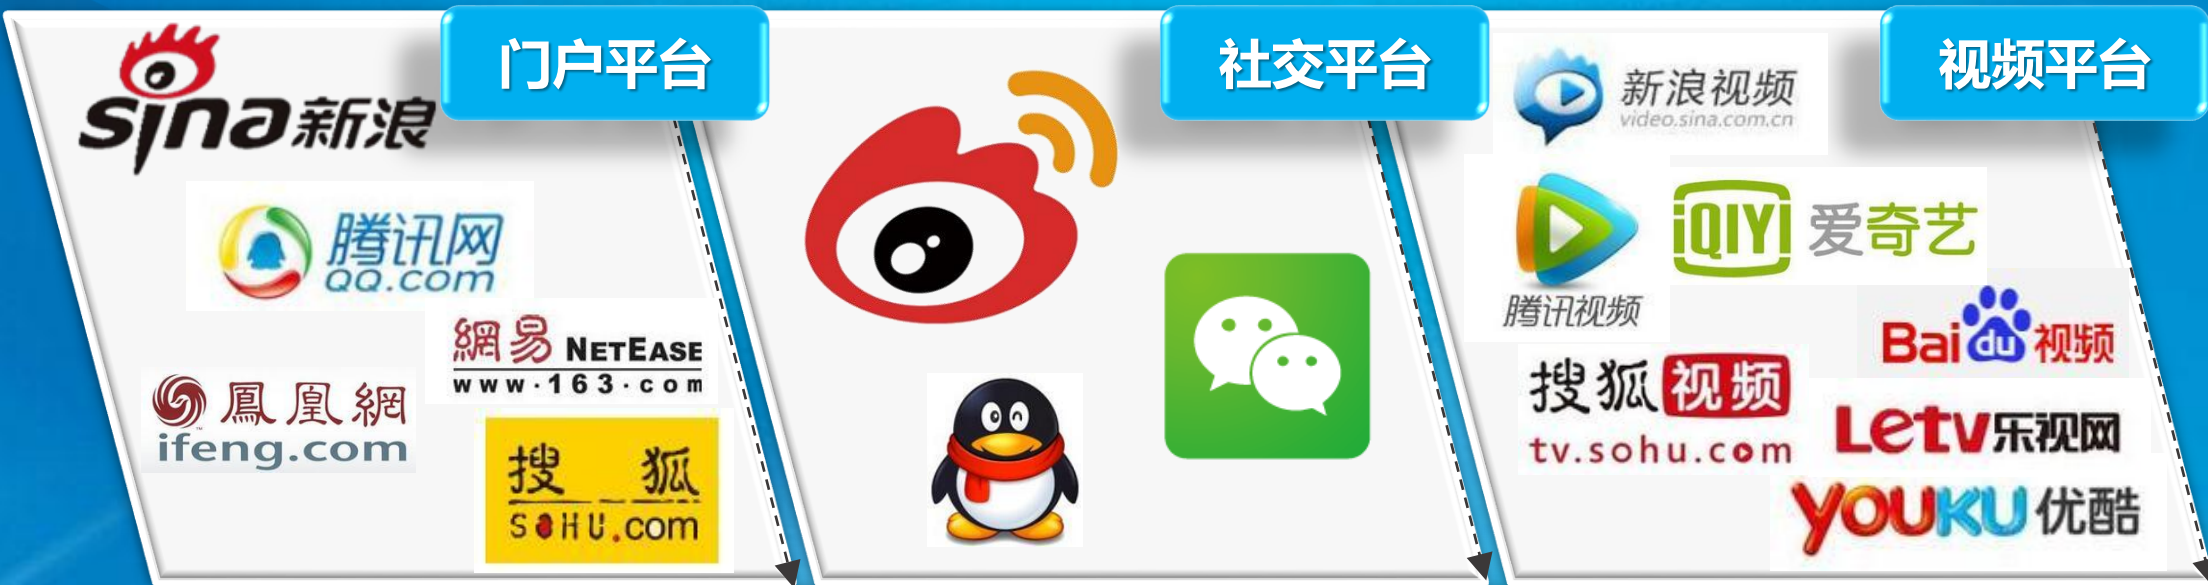 门户平台
sina新浪
腾讯网
QQ.com
網易 NETEASE
www.163.com
鳳凰網
ifeng.com
搜狐
SOHU.com
社交平台
视频平台
新浪视频
video.sina.com.cn
腾讯视频
iQIYI 爱奇艺
Bai du 视频
搜狐视频
tv.sohu.com
Letv乐视网
YOUKU优酷